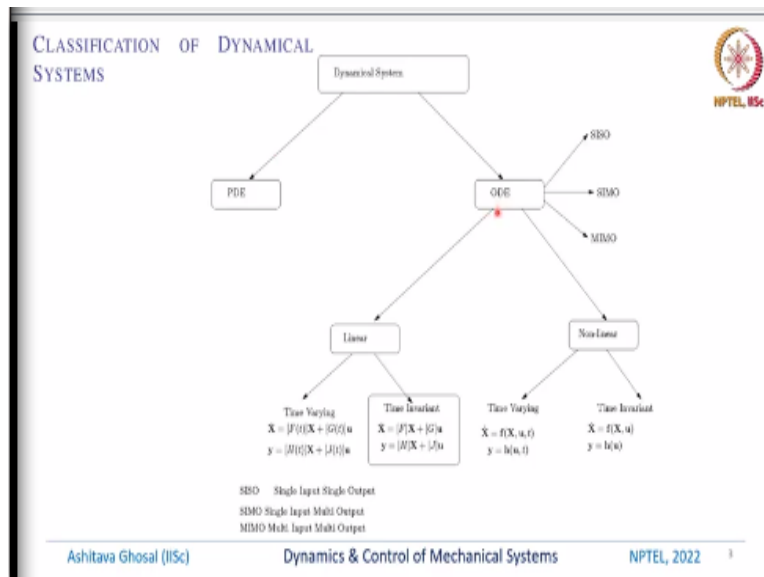 CLASSIFICATION OF DYNAMICAL
SYSTEMS
NPTEL, IISc
Dynamical System
PDE
ODE
SISO
SIMO
MIMO
Linear
Non-Linear
Time Varying
Ẋ = [F(t)]X + [G(t)]u
y = [H(t)]X + [J(t)]u
Time Invariant
Ẋ = [F]X + [G]u
y = [H]X + [J]u
Time Varying
Ẋ = f(X, u, t)
y = h(u, t)
Time Invariant
Ẋ = f(X, u)
y = h(u)
SISO Single Input Single Output
SIMO Single Input Multi Output
MIMO Multi Input Multi Output
Ashitava Ghosal (IISc) Dynamics & Control of Mechanical Systems NPTEL, 2022